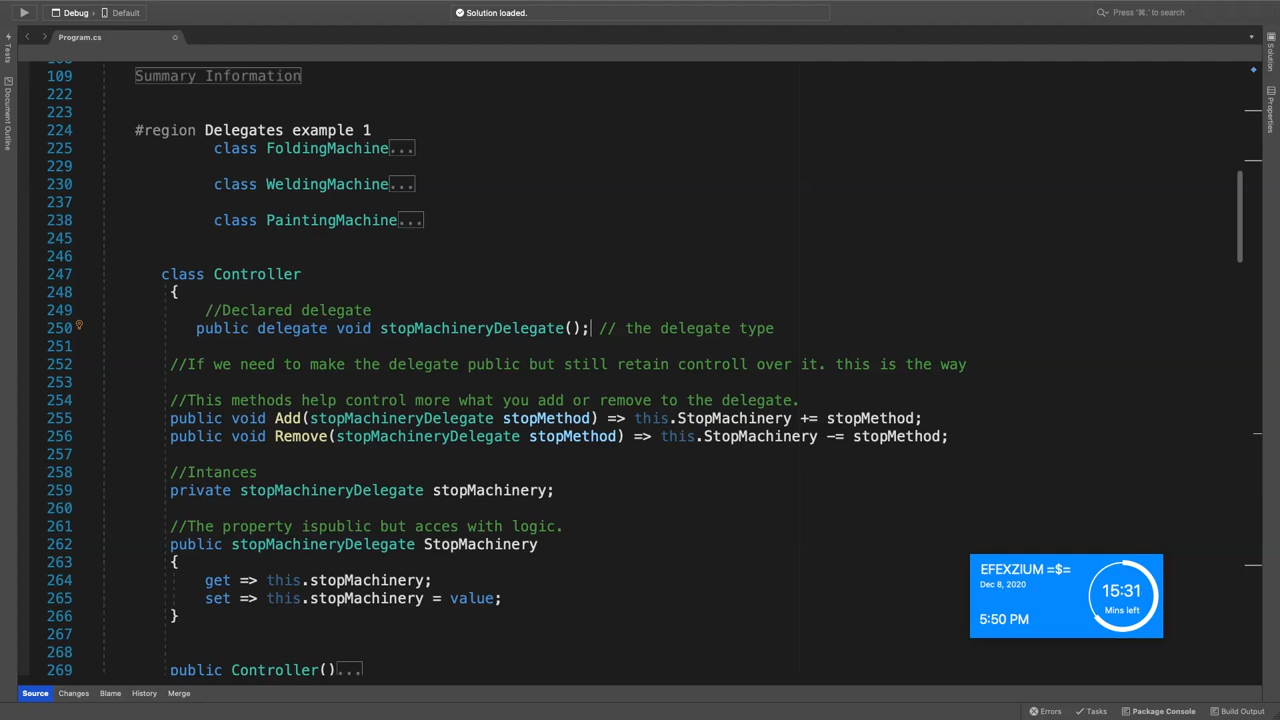 Debug
Default
Solution loaded.
Press '⌘.' to search
Program.cs
Tests
Document Outline
Solution
Properties
109 Summary Information
222
223
224 #region Delegates example 1
225 class FoldingMachine...
229
230 class WeldingMachine...
237
238 class PaintingMachine...
245
246
247 class Controller
248 {
249 //Declared delegate
250 public delegate void stopMachineryDelegate(); // the delegate type
251
252 //If we need to make the delegate public but still retain controll over it. this is the way
253
254 //This methods help control more what you add or remove to the delegate.
255 public void Add(stopMachineryDelegate stopMethod) => this.StopMachinery += stopMethod;
256 public void Remove(stopMachineryDelegate stopMethod) => this.StopMachinery -= stopMethod;
257
258 //Intances
259 private stopMachineryDelegate stopMachinery;
260
261 //The property ispublic but acces with logic.
262 public stopMachineryDelegate StopMachinery
263 {
264 get => this.stopMachinery;
265 set => this.stopMachinery = value;
266 }
267
268
269 public Controller()...
EFEXZIUM =$=
Dec 8, 2020
5:50 PM
15:31
Mins left
Source Changes Blame History Merge
Errors Tasks Package Console Build Output